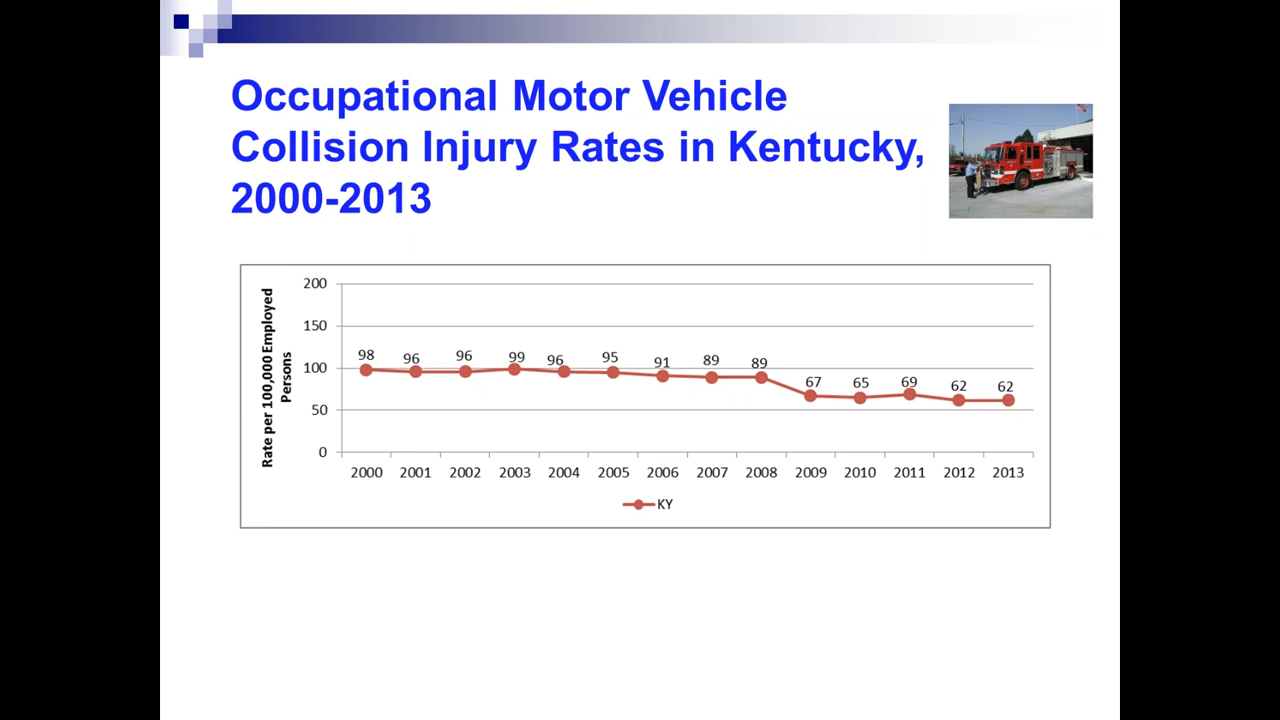 Occupational Motor Vehicle
Collision Injury Rates in Kentucky,
2000-2013
Rate per 100,000 Employed
Persons
200
150
100
50
0
98 96 96 99 96 95 91 89 89 67 65 69 62 62
2000 2001 2002 2003 2004 2005 2006 2007 2008 2009 2010 2011 2012 2013
KY